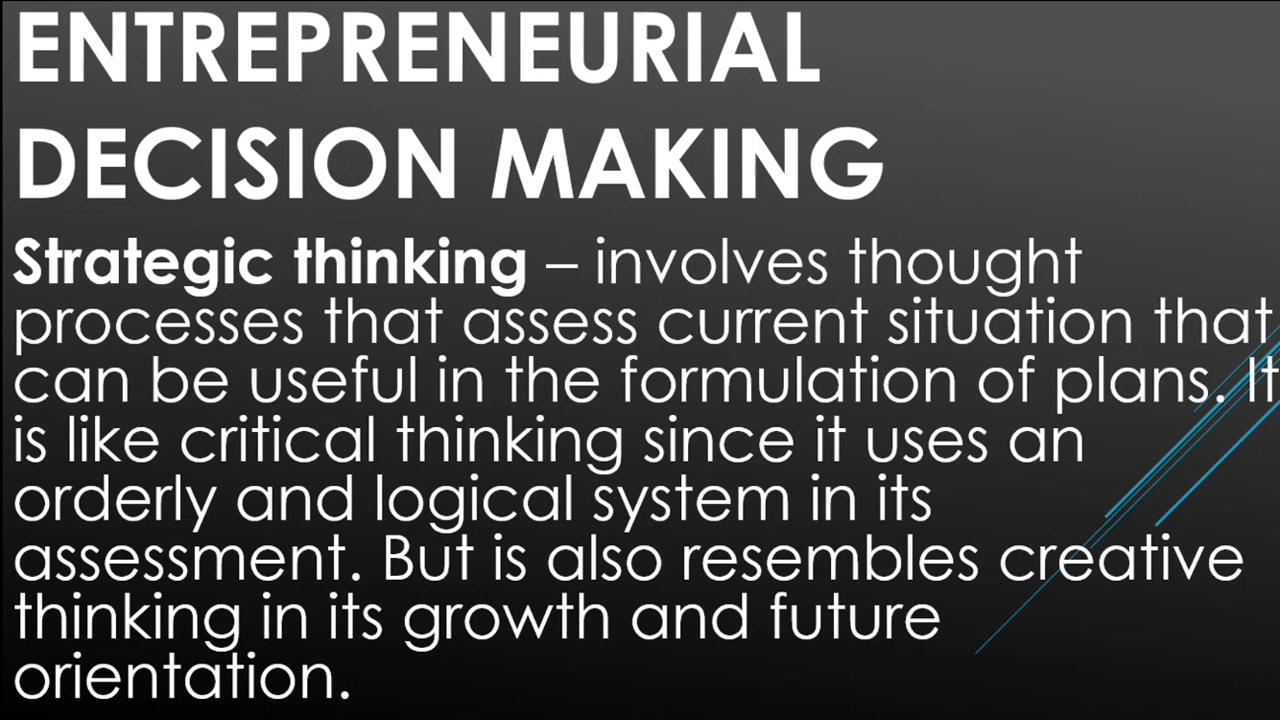 ENTREPRENEURIAL
DECISION MAKING
Strategic thinking – involves thought
processes that assess current situation that
can be useful in the formulation of plans. It
is like critical thinking since it uses an
orderly and logical system in its
assessment. But is also resembles creative
thinking in its growth and future
orientation.